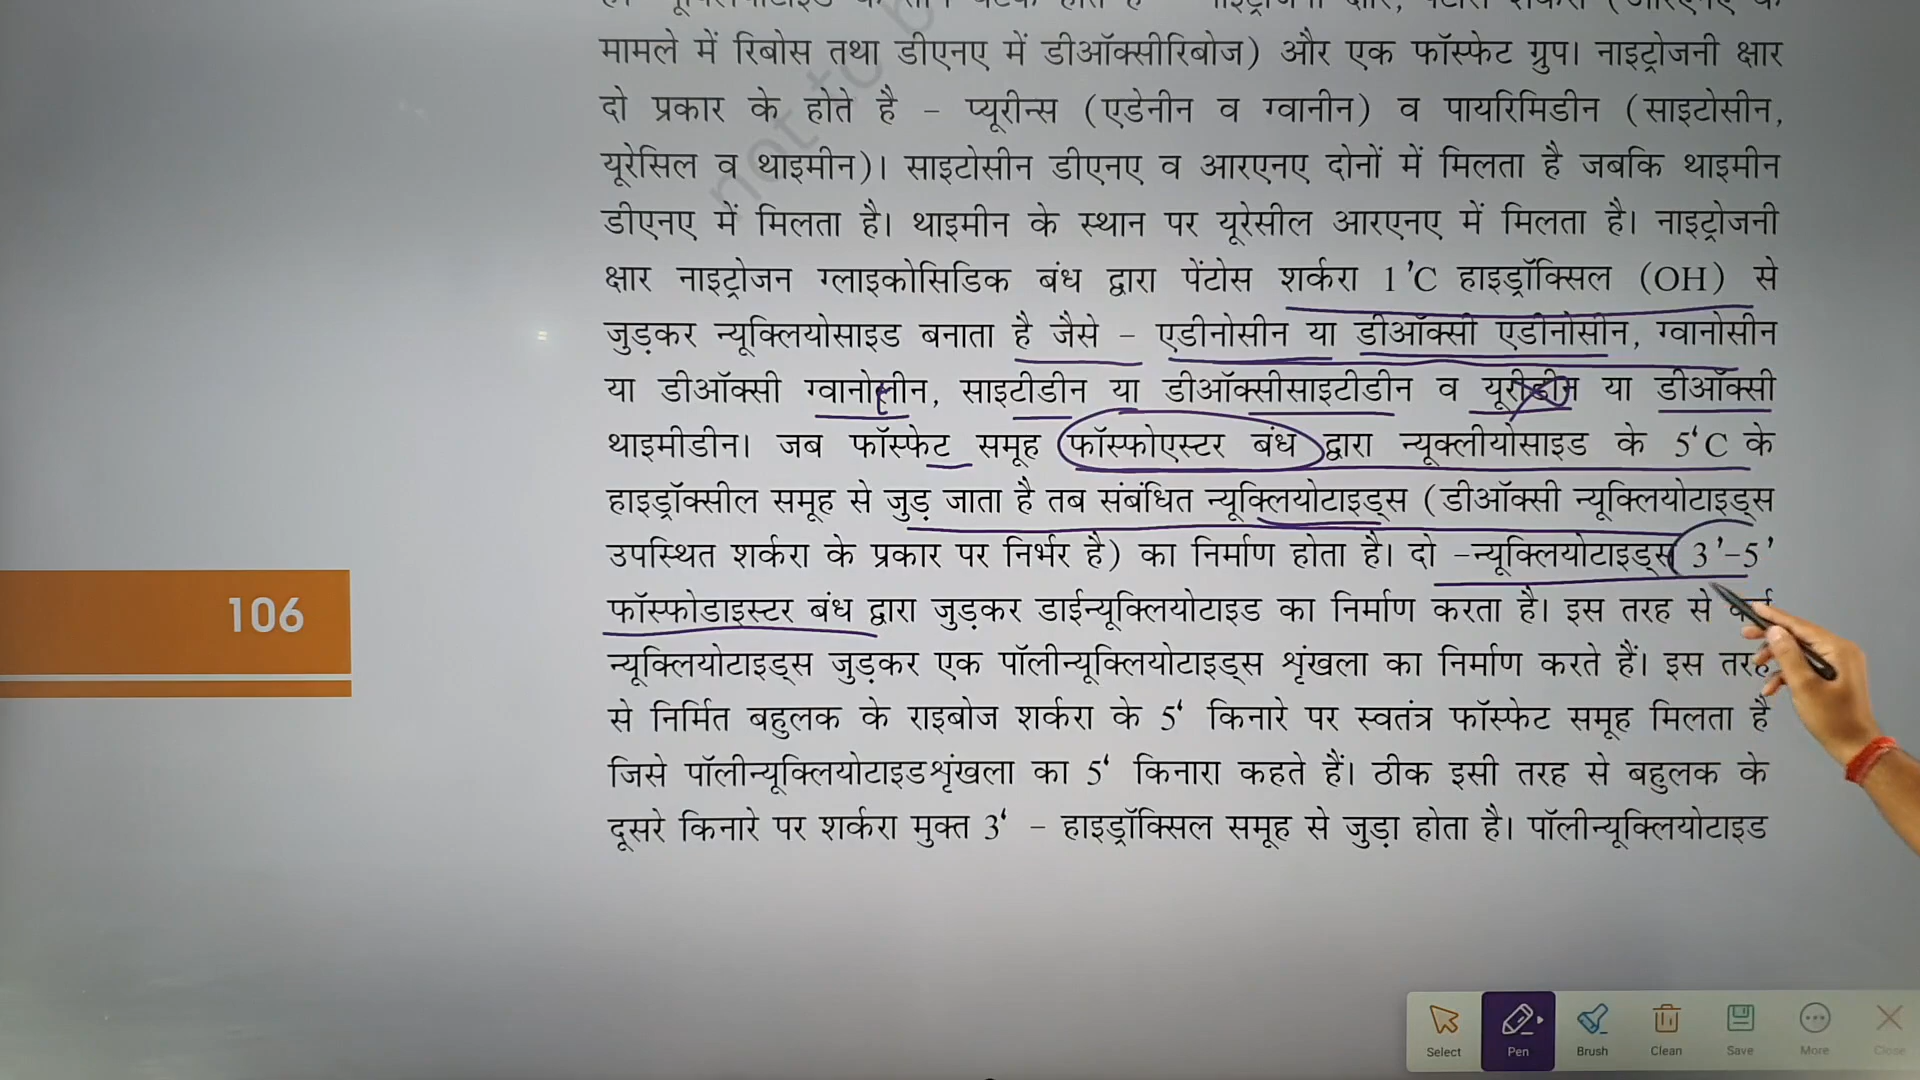 मामले में रिबोस तथा डीएनए में डीऑक्सीरिबोज) और एक फॉस्फेट ग्रुप। नाइट्रोजनी क्षार
दो प्रकार के होते है – प्यूरीन्स (एडेनीन व ग्वानीन) व पायरिमिडीन (साइटोसीन,
यूरेसिल व थाइमीन)। साइटोसीन डीएनए व आरएनए दोनों में मिलता है जबकि थाइमीन
डीएनए में मिलता है। थाइमीन के स्थान पर यूरेसील आरएनए में मिलता है। नाइट्रोजनी
क्षार नाइट्रोजन ग्लाइकोसिडिक बंध द्वारा पेंटोस शर्करा 1'C हाइड्रॉक्सिल (OH) से
जुड़कर न्यूक्लियोसाइड बनाता है जैसे – एडीनोसीन या डीऑक्सी एडीनोसीन, ग्वानोसीन
या डीऑक्सी ग्वानोसीन, साइटीडीन या डीऑक्सीसाइटीडीन व यूरीडीन या डीऑक्सी
थाइमीडीन। जब फॉस्फेट समूह फॉस्फोएस्टर बंध द्वारा न्यूक्लीयोसाइड के 5'C के
हाइड्रॉक्सील समूह से जुड़ जाता है तब संबंधित न्यूक्लियोटाइड्स (डीऑक्सी न्यूक्लियोटाइड्स
उपस्थित शर्करा के प्रकार पर निर्भर है) का निर्माण होता है। दो –न्यूक्लियोटाइड्स 3'–5'
फॉस्फोडाइस्टर बंध द्वारा जुड़कर डाईन्यूक्लियोटाइड का निर्माण करता है। इस तरह से
न्यूक्लियोटाइड्स जुड़कर एक पॉलीन्यूक्लियोटाइड्स शृंखला का निर्माण करते हैं। इस तरह
से निर्मित बहुलक के राइबोज शर्करा के 5' किनारे पर स्वतंत्र फॉस्फेट समूह मिलता है
जिसे पॉलीन्यूक्लियोटाइडशृंखला का 5' किनारा कहते हैं। ठीक इसी तरह से बहुलक के
दूसरे किनारे पर शर्करा मुक्त 3' – हाइड्रॉक्सिल समूह से जुड़ा होता है। पॉलीन्यूक्लियोटाइड
106
not to b
Select Pen Brush Clean Save More Close